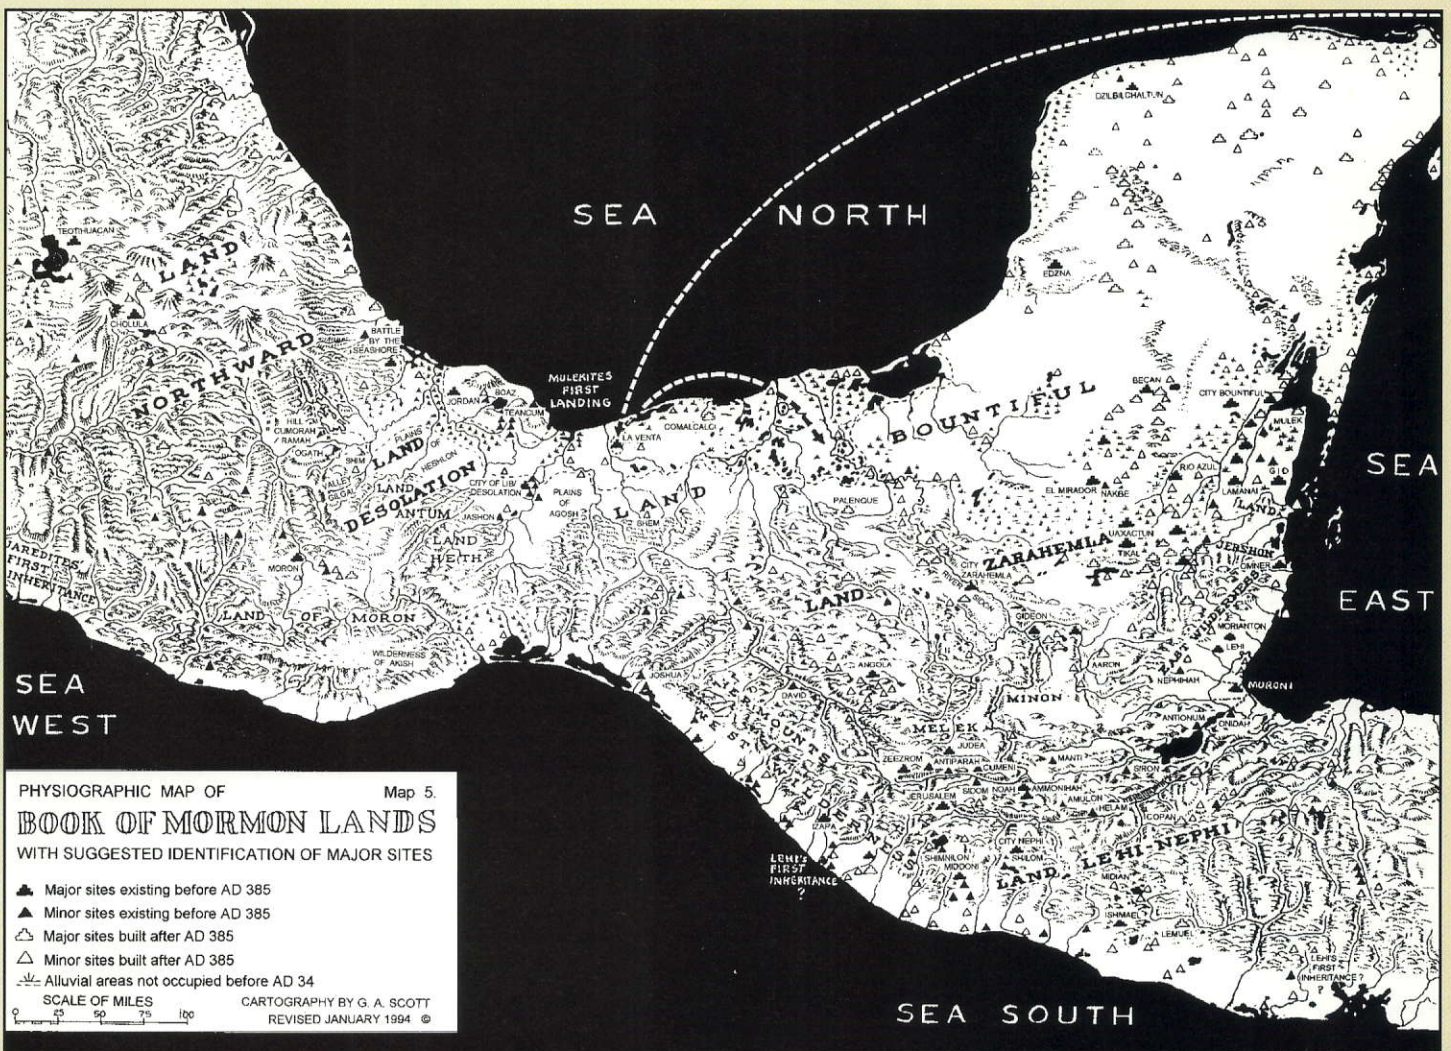 SEA NORTH
DZILBILCHALTUN
TEOTIHUACAN
LAND
EDZNA
CHOLULA
NORTHWARD
BATTLE
BY THE
SEASHORE
MULEKITES
FIRST
LANDING
JORDAN
BOAZ
TEANCUM
LA VENTA
COMALCALCO
BOUNTIFUL
BECAN
CITY BOUNTIFUL
MULEK
GID
HILL
CUMORAH
RAMAH
OGATH
SHIM
VALLEY
GILGAL
PLAINS
OF
HESHLON
LAND
DESOLATION
LAND
ANTUM
CITY OF LIB/
DESOLATION
JASHON
LAND
HETH
PLAINS
OF
AGOSH
LAND
SHEM
PALENQUE
EL MIRADOR
NAKBE
RIO AZUL
LAMANAI
LAND
JERSHON
OMNER
SEA
EAST
UAXACTUN
TIKAL
ZARAHEMLA
CITY
ZARAHEMLA
RIVER
SIDON
LAND
GIDEON
JAREDITES'
FIRST
INHERITANCE
MORON
LAND OF MORON
WILDERNESS
OF AKISH
SEA
WEST
JOSHUA
ANGOLA
DAVID
AARON
MINON
MELEK
EAST WILDERNESS
MORIANTON
LEHI
NEPHIHAH
MORONI
ANTIONUM
ONIDAH
WEST WILDERNESS
JUDEA
ZEEZROM
ANTIPARAH
CUMENI
MANTI
SIRON
JERUSALEM
SIDOM
NOAH
AMMONIHAH
AMULON
HELAM
COPAN
IZAPA
CITY NEPHI
SHIMNILON
SHILOM
MIDDONI
LAND LEHI-NEPHI
MIDIAN
ISHMAEL
LEMUEL
LEHI'S
FIRST
INHERITANCE
?
LEHI'S
FIRST
INHERITANCE ?
?
SEA SOUTH
PHYSIOGRAPHIC MAP OF Map 5.
BOOK OF MORMON LANDS
WITH SUGGESTED IDENTIFICATION OF MAJOR SITES
Major sites existing before AD 385
Minor sites existing before AD 385
Major sites built after AD 385
Minor sites built after AD 385
Alluvial areas not occupied before AD 34
SCALE OF MILES
0 25 50 75 100
CARTOGRAPHY BY G. A. SCOTT
REVISED JANUARY 1994 ©